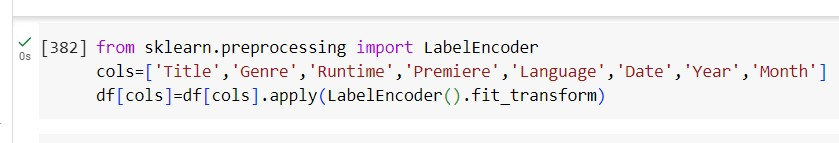 0s [382] from sklearn.preprocessing import LabelEncoder
cols=['Title','Genre','Runtime','Premiere','Language','Date','Year','Month']
df[cols]=df[cols].apply(LabelEncoder().fit_transform)